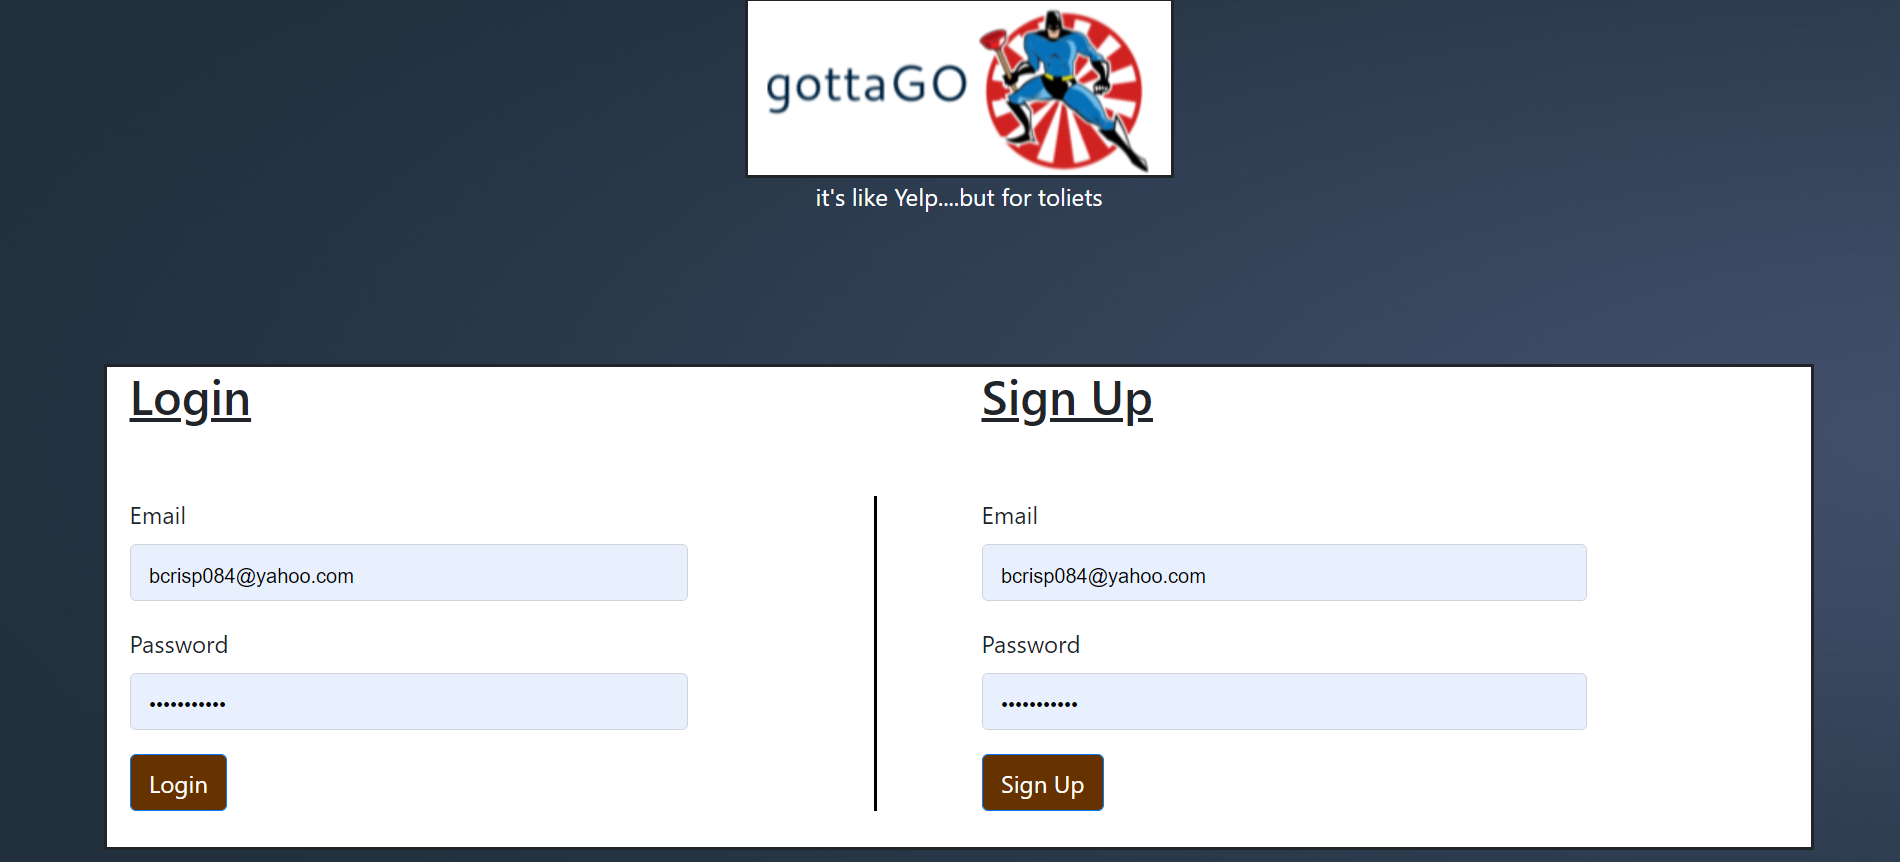 gottaGO
it's like Yelp....but for toliets
Login
Email
bcrisp084@yahoo.com
Password
•••••••••••
Login
Sign Up
Email
bcrisp084@yahoo.com
Password
•••••••••••
Sign Up